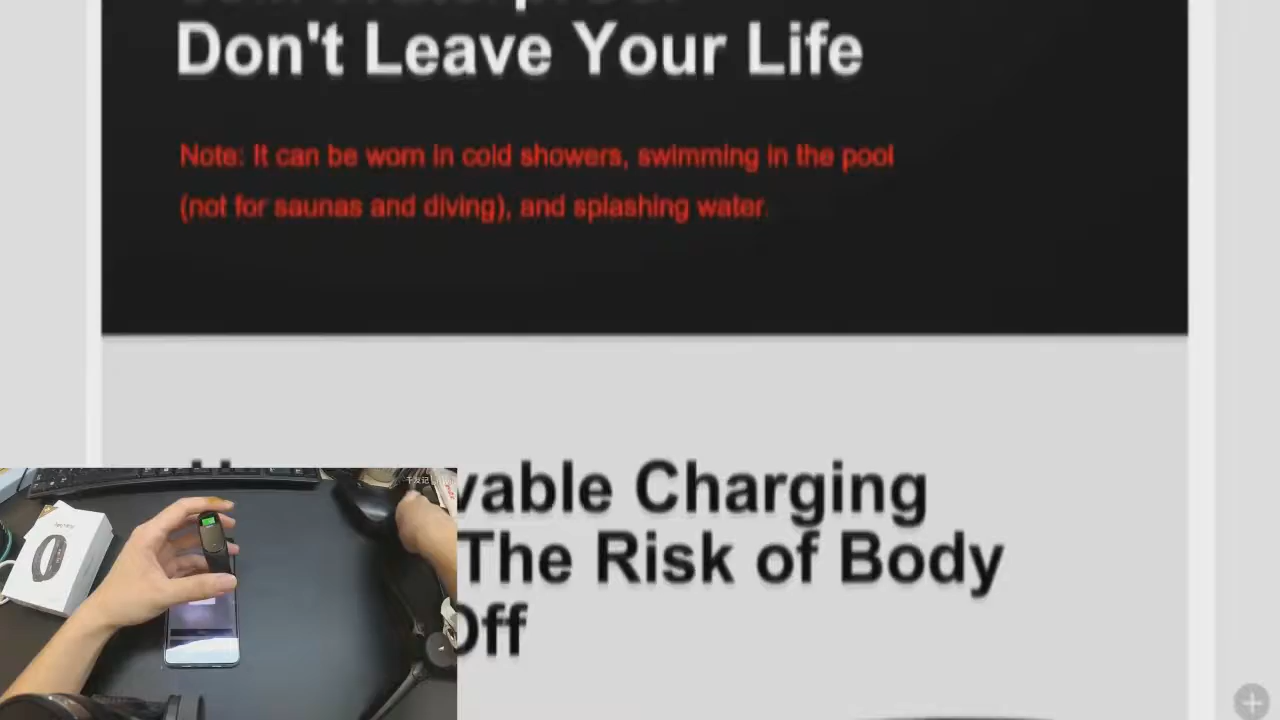 Don't Leave Your Life
Note: It can be worn in cold showers, swimming in the pool
(not for saunas and diving), and splashing water.
vable Charging
The Risk of Body
Off